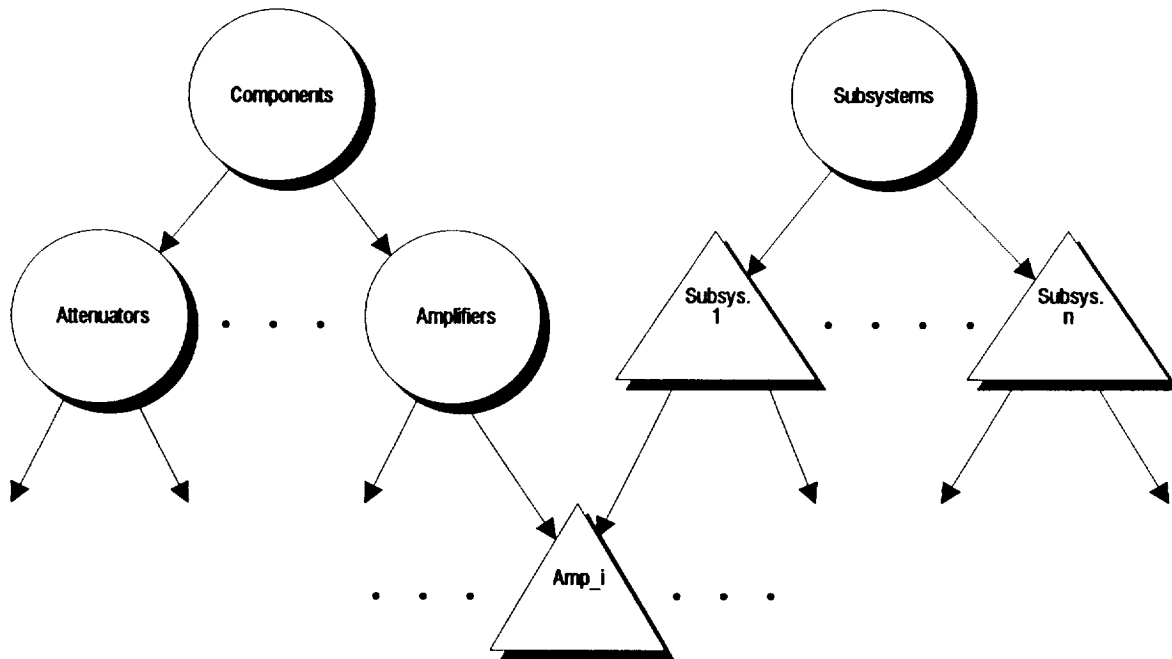 Components
Subsystems
Attenuators
Amplifiers
Subsys.
1
Subsys.
n
Amp_i